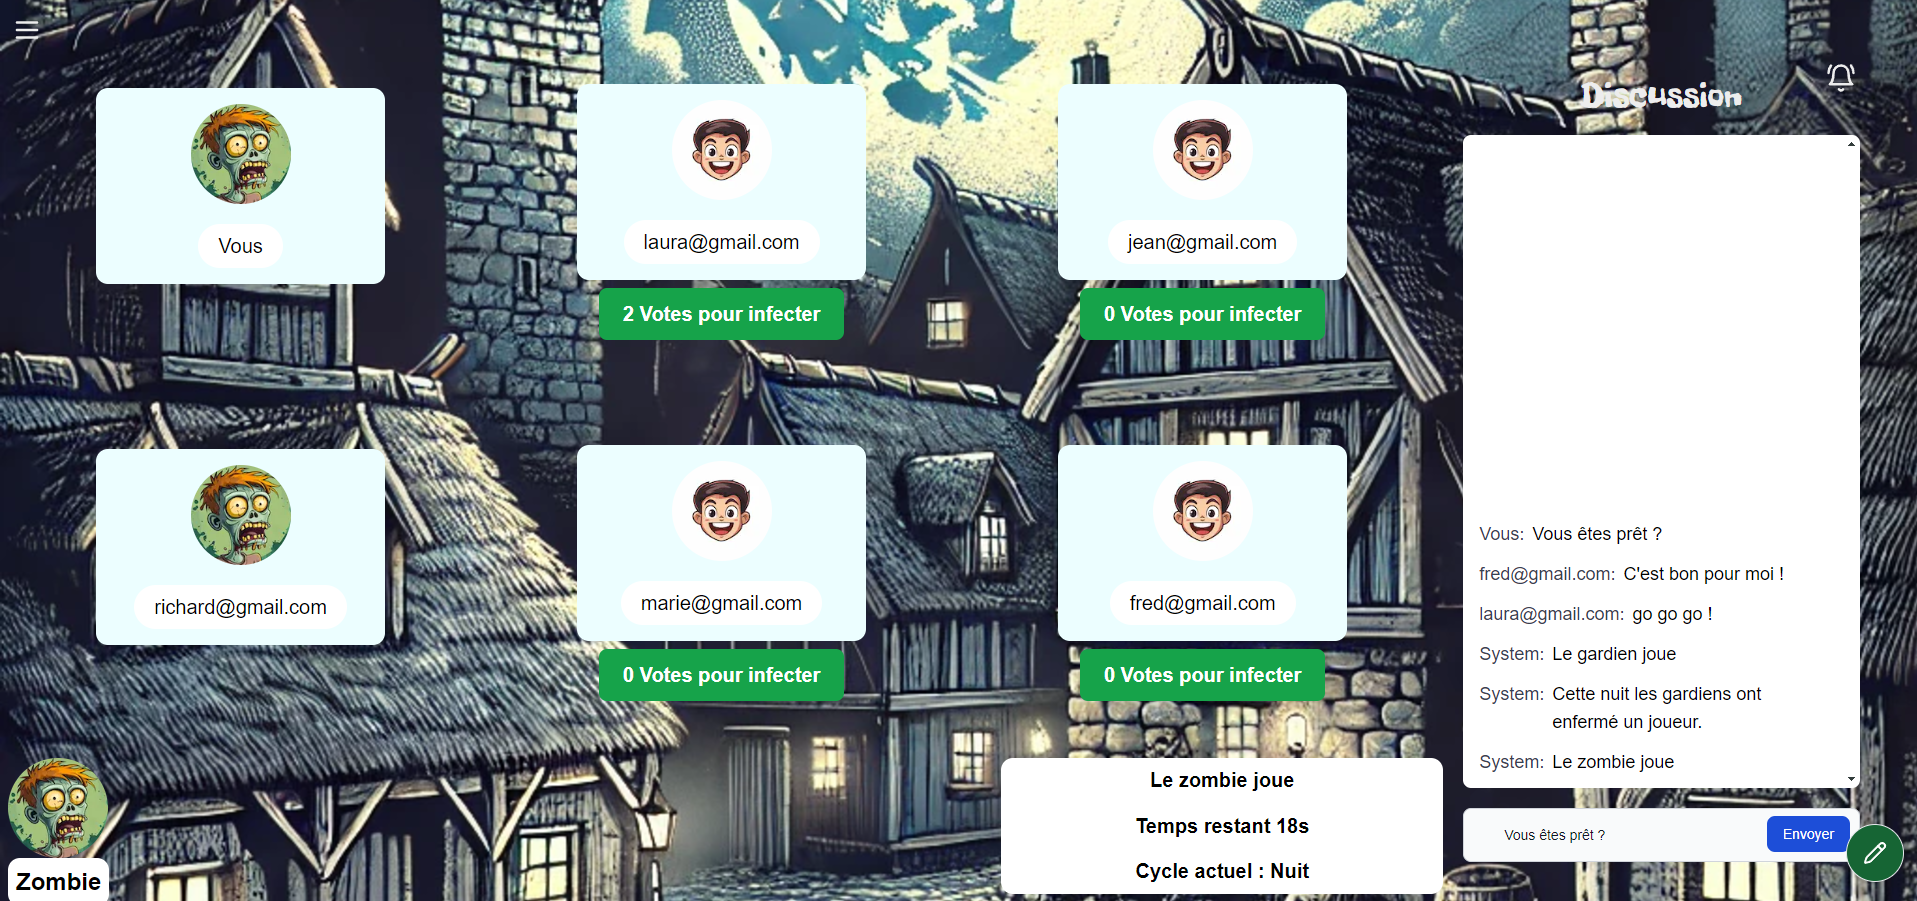 Discussion
Vous
laura@gmail.com
jean@gmail.com
2 Votes pour infecter
0 Votes pour infecter
richard@gmail.com
marie@gmail.com
fred@gmail.com
0 Votes pour infecter
0 Votes pour infecter
Vous: Vous êtes prêt ?
fred@gmail.com: C'est bon pour moi !
laura@gmail.com: go go go !
System: Le gardien joue
System: Cette nuit les gardiens ont
enfermé un joueur.
System: Le zombie joue
Le zombie joue
Temps restant 18s
Cycle actuel : Nuit
Vous êtes prêt ?
Envoyer
Zombie